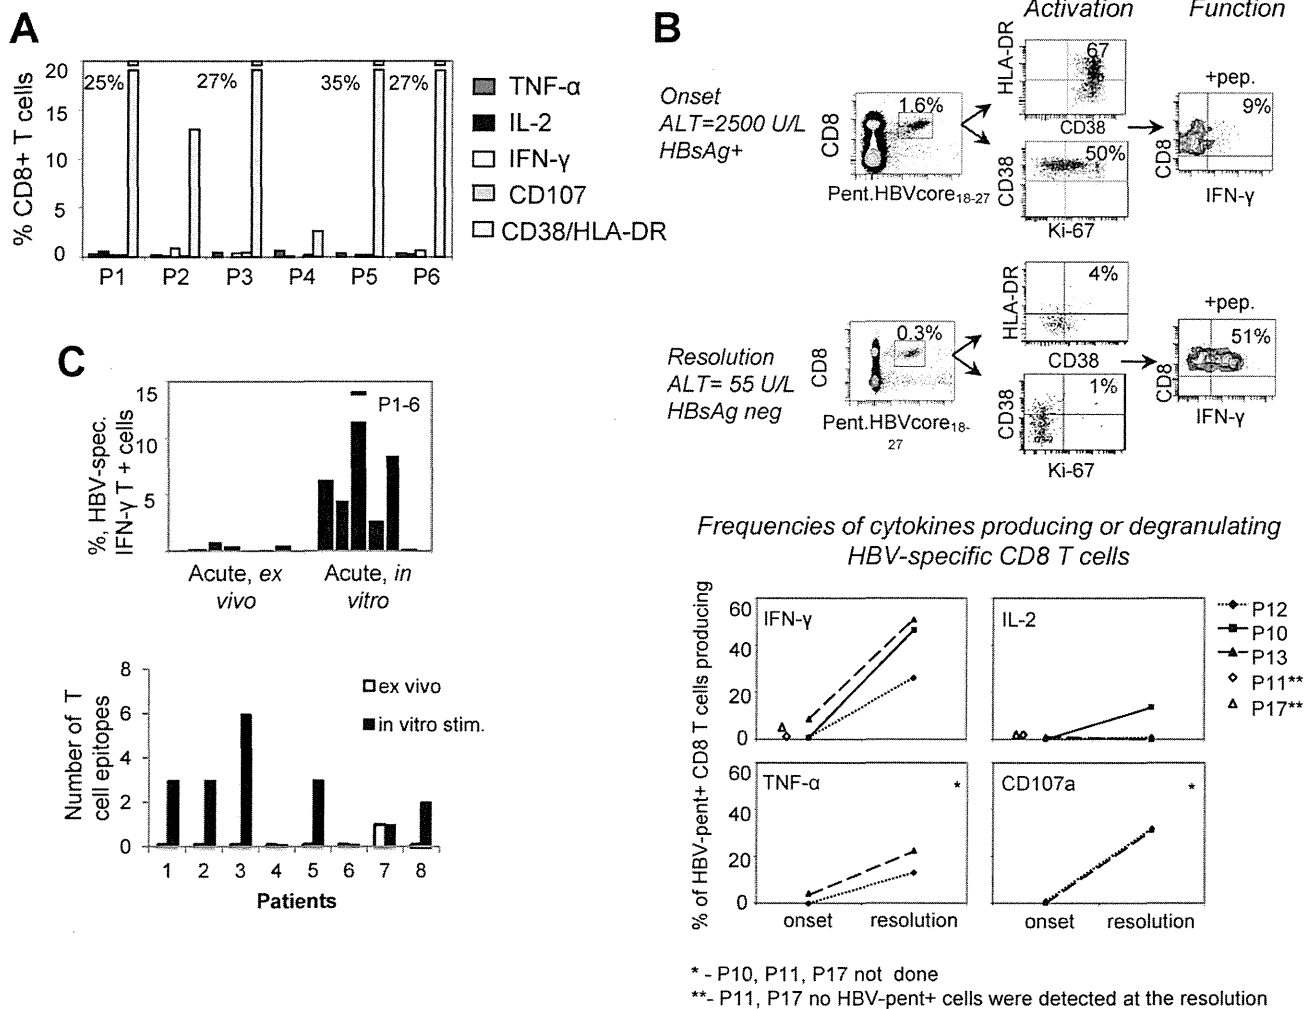 A
% CD8+ T cells
20
15
10
5
0
25%
27%
35%
27%
P1 P2 P3 P4 P5 P6
TNF-α
IL-2
IFN-γ
CD107
CD38/HLA-DR
B
Activation Function
Onset
ALT=2500 U/L
HBsAg+
CD8
1.6%
Pent.HBVcore18-27
HLA-DR
67
%
CD38
CD38
50%
Ki-67
+pep.
9%
CD8
IFN-γ
Resolution
ALT= 55 U/L
HBsAg neg
CD8
0.3%
Pent.HBVcore18-
27
HLA-DR
4%
CD38
CD38
1%
Ki-67
+pep.
51%
CD8
IFN-γ
C
%, HBV-spec.
IFN-γ T + cells
15
10
5
P1-6
Acute, ex
vivo
Acute, in
vitro
Number of T
cell epitopes
8
6
4
2
0
ex vivo
in vitro stim.
1 2 3 4 5 6 7 8
Patients
Frequencies of cytokines producing or degranulating
HBV-specific CD8 T cells
% of HBV-pent+ CD8 T cells producing
60
40
20
0
IFN-γ
IL-2
60
40
20
0
TNF-α
*
CD107a
*
onset resolution
onset resolution
P12
P10
P13
P11**
P17**
* - P10, P11, P17 not done
**- P11, P17 no HBV-pent+ cells were detected at the resolution